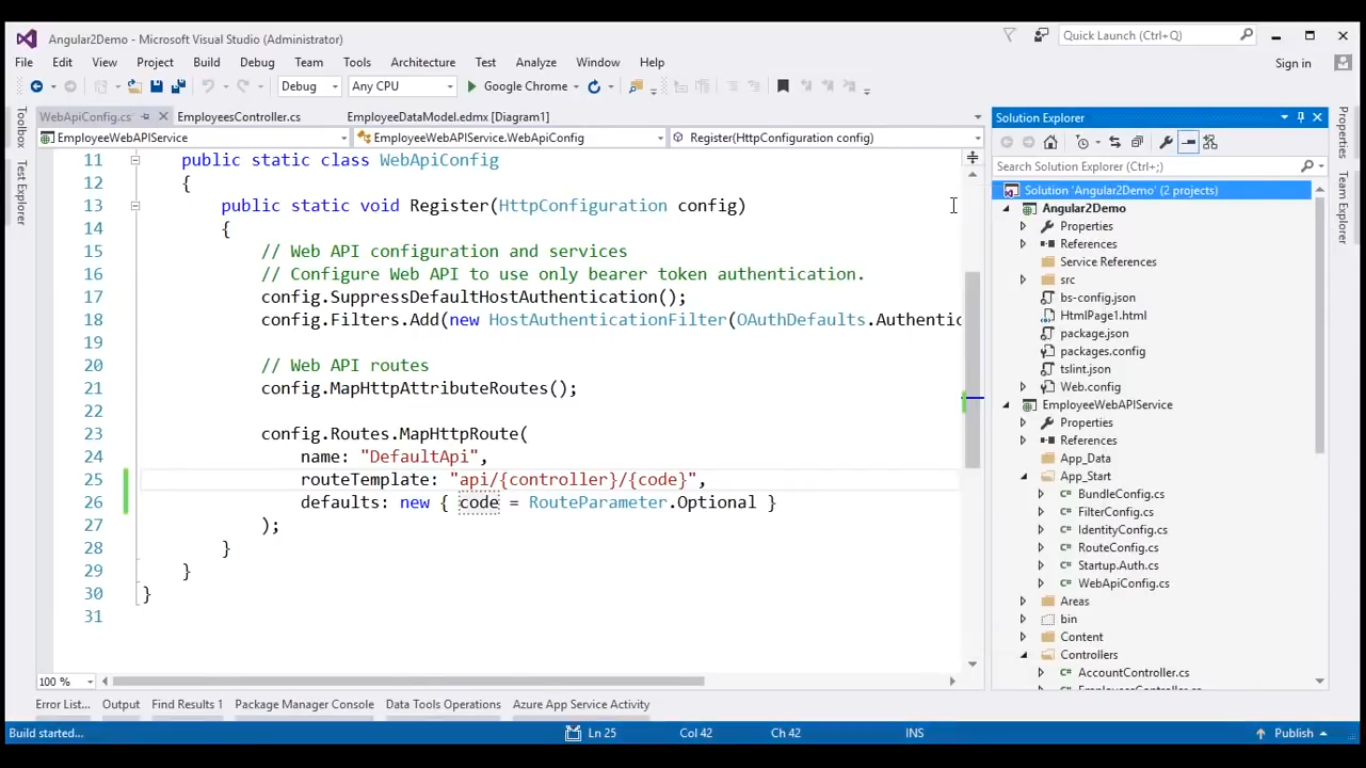 Angular2Demo - Microsoft Visual Studio (Administrator)
Quick Launch (Ctrl+Q)
File Edit View Project Build Debug Team Tools Architecture Test Analyze Window Help
Sign in
Debug Any CPU Google Chrome
WebApiConfig.cs EmployeesController.cs EmployeeDataModel.edmx [Diagram1]
EmployeeWebAPIService EmployeeWebAPIService.WebApiConfig Register(HttpConfiguration config)
Toolbox
Test Explorer
11 public static class WebApiConfig
12 {
13 public static void Register(HttpConfiguration config)
14 {
15 // Web API configuration and services
16 // Configure Web API to use only bearer token authentication.
17 config.SuppressDefaultHostAuthentication();
18 config.Filters.Add(new HostAuthenticationFilter(OAuthDefaults.Authentic
19
20 // Web API routes
21 config.MapHttpAttributeRoutes();
22
23 config.Routes.MapHttpRoute(
24 name: "DefaultApi",
25 routeTemplate: "api/{controller}/{code}",
26 defaults: new { code = RouteParameter.Optional }
27 );
28 }
29 }
30 }
31
100 %
Solution Explorer
Search Solution Explorer (Ctrl+;)
Solution 'Angular2Demo' (2 projects)
Angular2Demo
Properties
References
Service References
src
bs-config.json
HtmlPage1.html
package.json
packages.config
tslint.json
Web.config
EmployeeWebAPIService
Properties
References
App_Data
App_Start
BundleConfig.cs
FilterConfig.cs
IdentityConfig.cs
RouteConfig.cs
Startup.Auth.cs
WebApiConfig.cs
Areas
bin
Content
Controllers
AccountController.cs
Properties
Team Explorer
Error List... Output Find Results 1 Package Manager Console Data Tools Operations Azure App Service Activity
Build started... Ln 25 Col 42 Ch 42 INS Publish